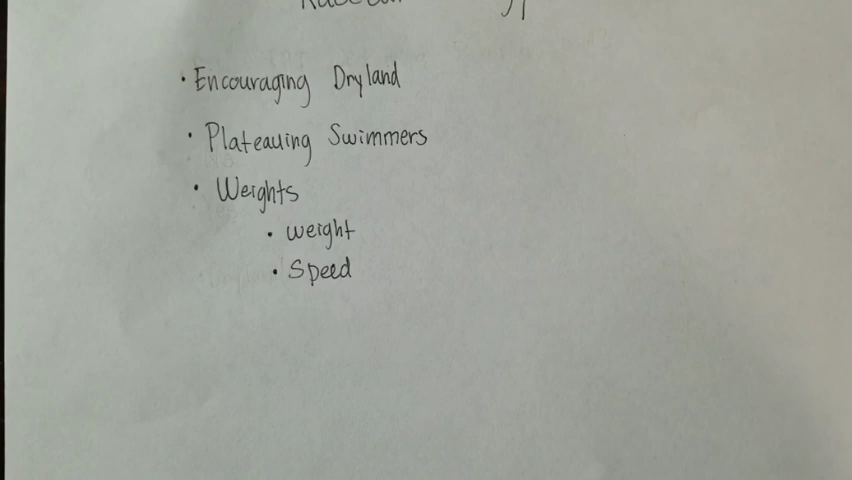 • Encouraging Dryland
• Plateauing Swimmers
• Weights
• weight
• Speed